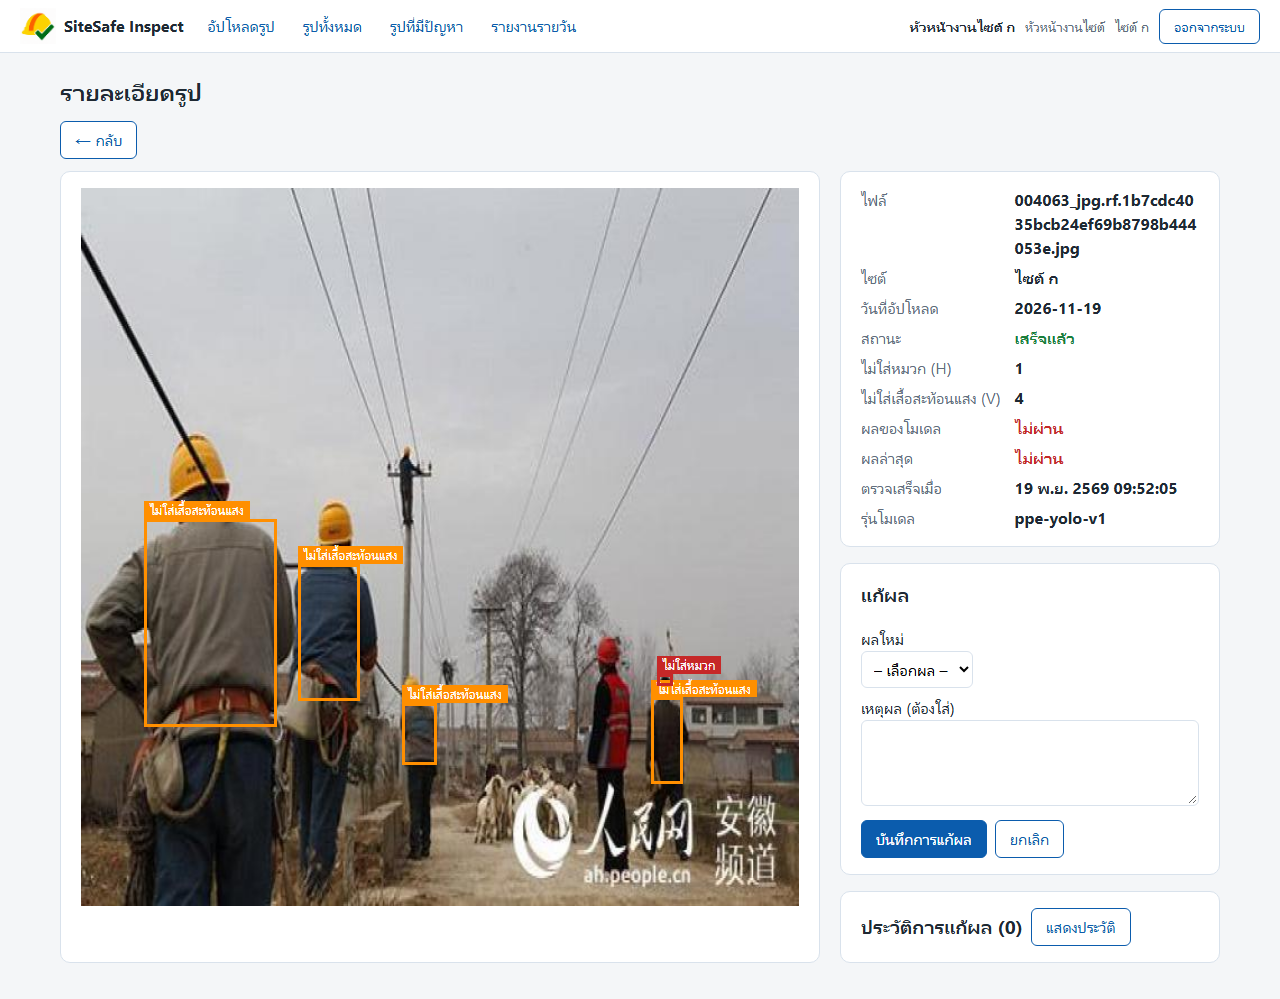 SiteSafe Inspect
อัปโหลดรูป
รูปทั้งหมด
รูปที่มีปัญหา
รายงานรายวัน
หัวหน้างานไซต์ ก
หัวหน้างานไซต์
ไซต์ ก
ออกจากระบบ
รายละเอียดรูป
← กลับ
ไม่ใส่เสื้อสะท้อนแสง
ไม่ใส่เสื้อสะท้อนแสง
ไม่ใส่หมวก
ไม่ใส่เสื้อสะท้อนแสง
ไม่ใส่เสื้อสะท้อนแสง
人民网
ah.people.cn
安徽
频道
ไฟล์
004063_jpg.rf.1b7cdc40
35bcb24ef69b8798b444
053e.jpg
ไซต์
ไซต์ ก
วันที่อัปโหลด
2026-11-19
สถานะ
เสร็จแล้ว
ไม่ใส่หมวก (H)
1
ไม่ใส่เสื้อสะท้อนแสง (V)
4
ผลของโมเดล
ไม่ผ่าน
ผลล่าสุด
ไม่ผ่าน
ตรวจเสร็จเมื่อ
19 พ.ย. 2569 09:52:05
รุ่นโมเดล
ppe-yolo-v1
แก้ผล
ผลใหม่
– เลือกผล –
เหตุผล (ต้องใส่)
บันทึกการแก้ผล
ยกเลิก
ประวัติการแก้ผล (0)
แสดงประวัติ